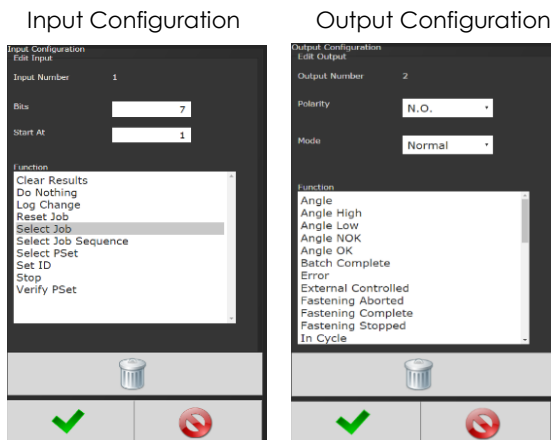 Input Configuration
Input Configuration
Edit Input
Input Number 1
Bits 7
Start At 1
Function
Clear Results
Do Nothing
Log Change
Reset Job
Select Job
Select Job Sequence
Select PSet
Set ID
Stop
Verify PSet
Output Configuration
Output Configuration
Edit Output
Output Number 2
Polarity N.O.
Mode Normal
Function
Angle
Angle High
Angle Low
Angle NOK
Angle OK
Batch Complete
Error
External Controlled
Fastening Aborted
Fastening Complete
Fastening Stopped
In Cycle